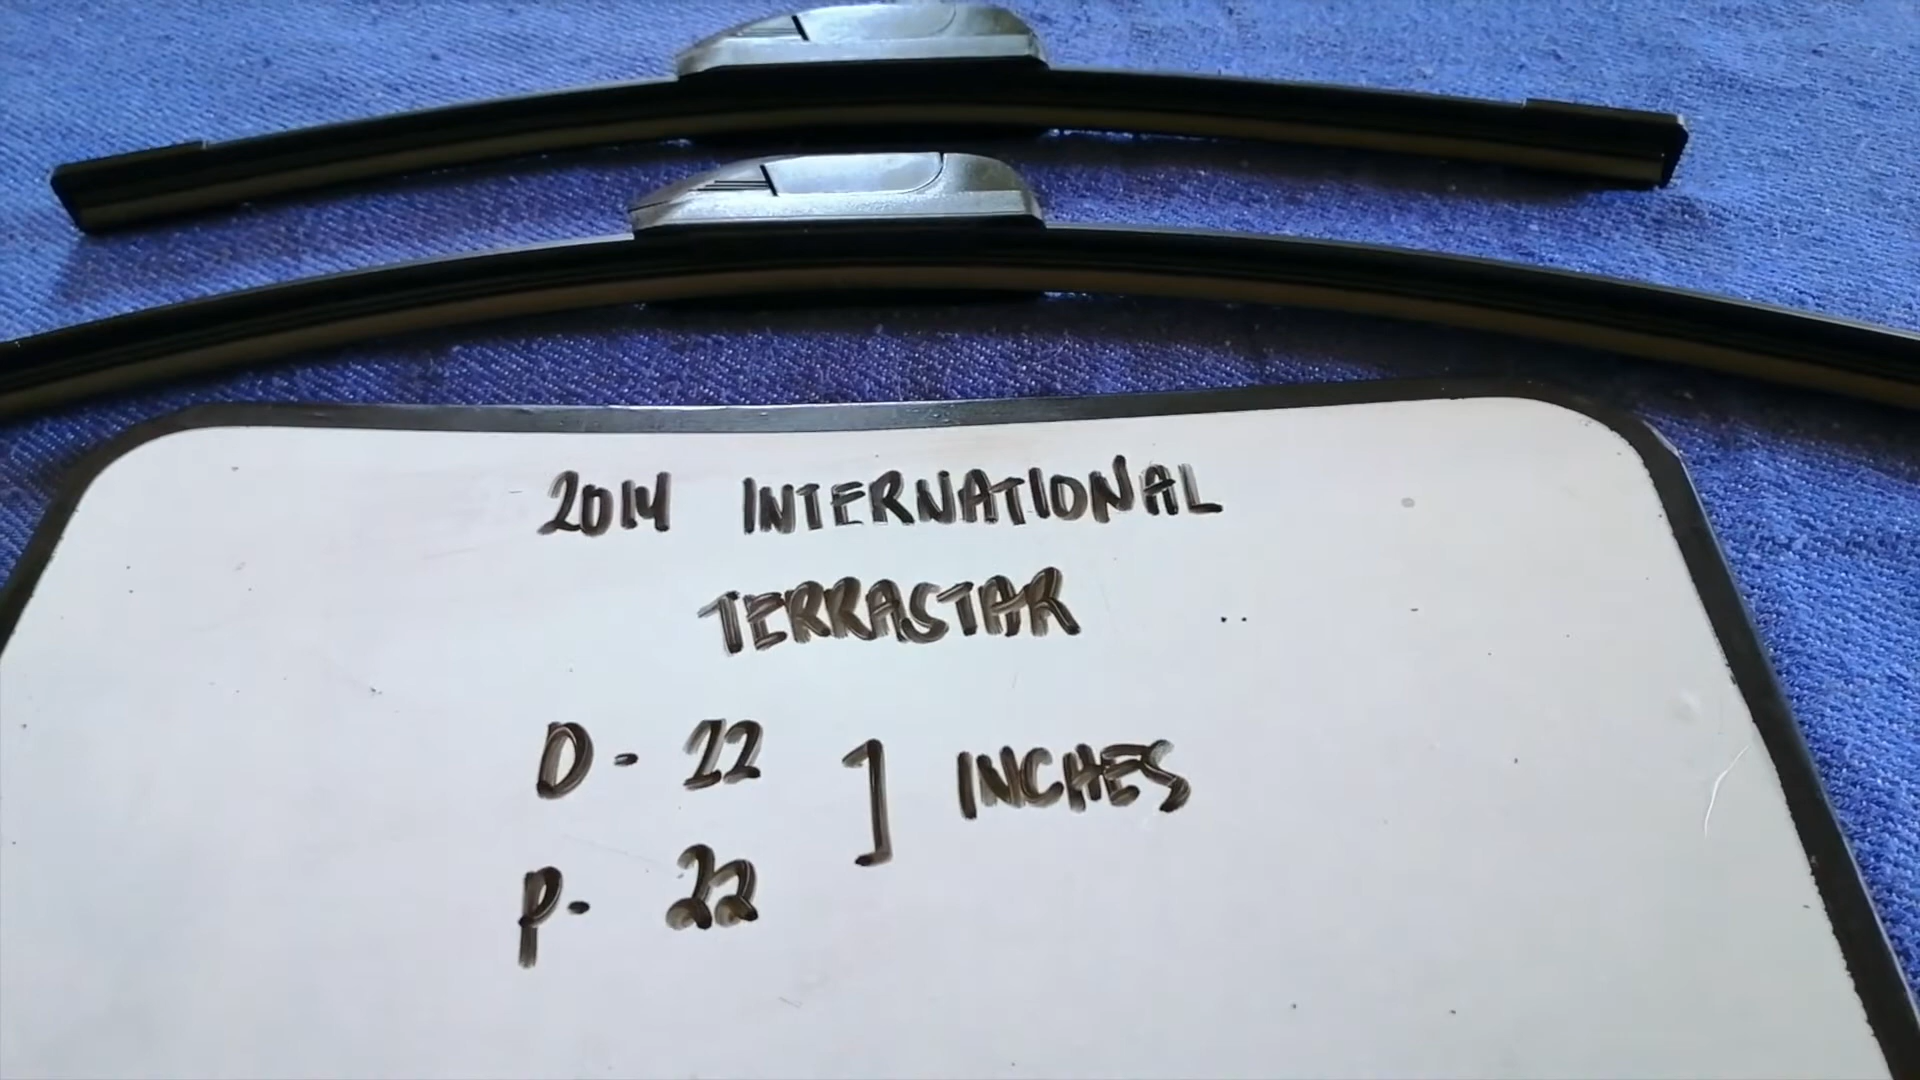 2014 INTERNATIONAL
TERRASTAR
D - 22 ] INCHES
P - 22